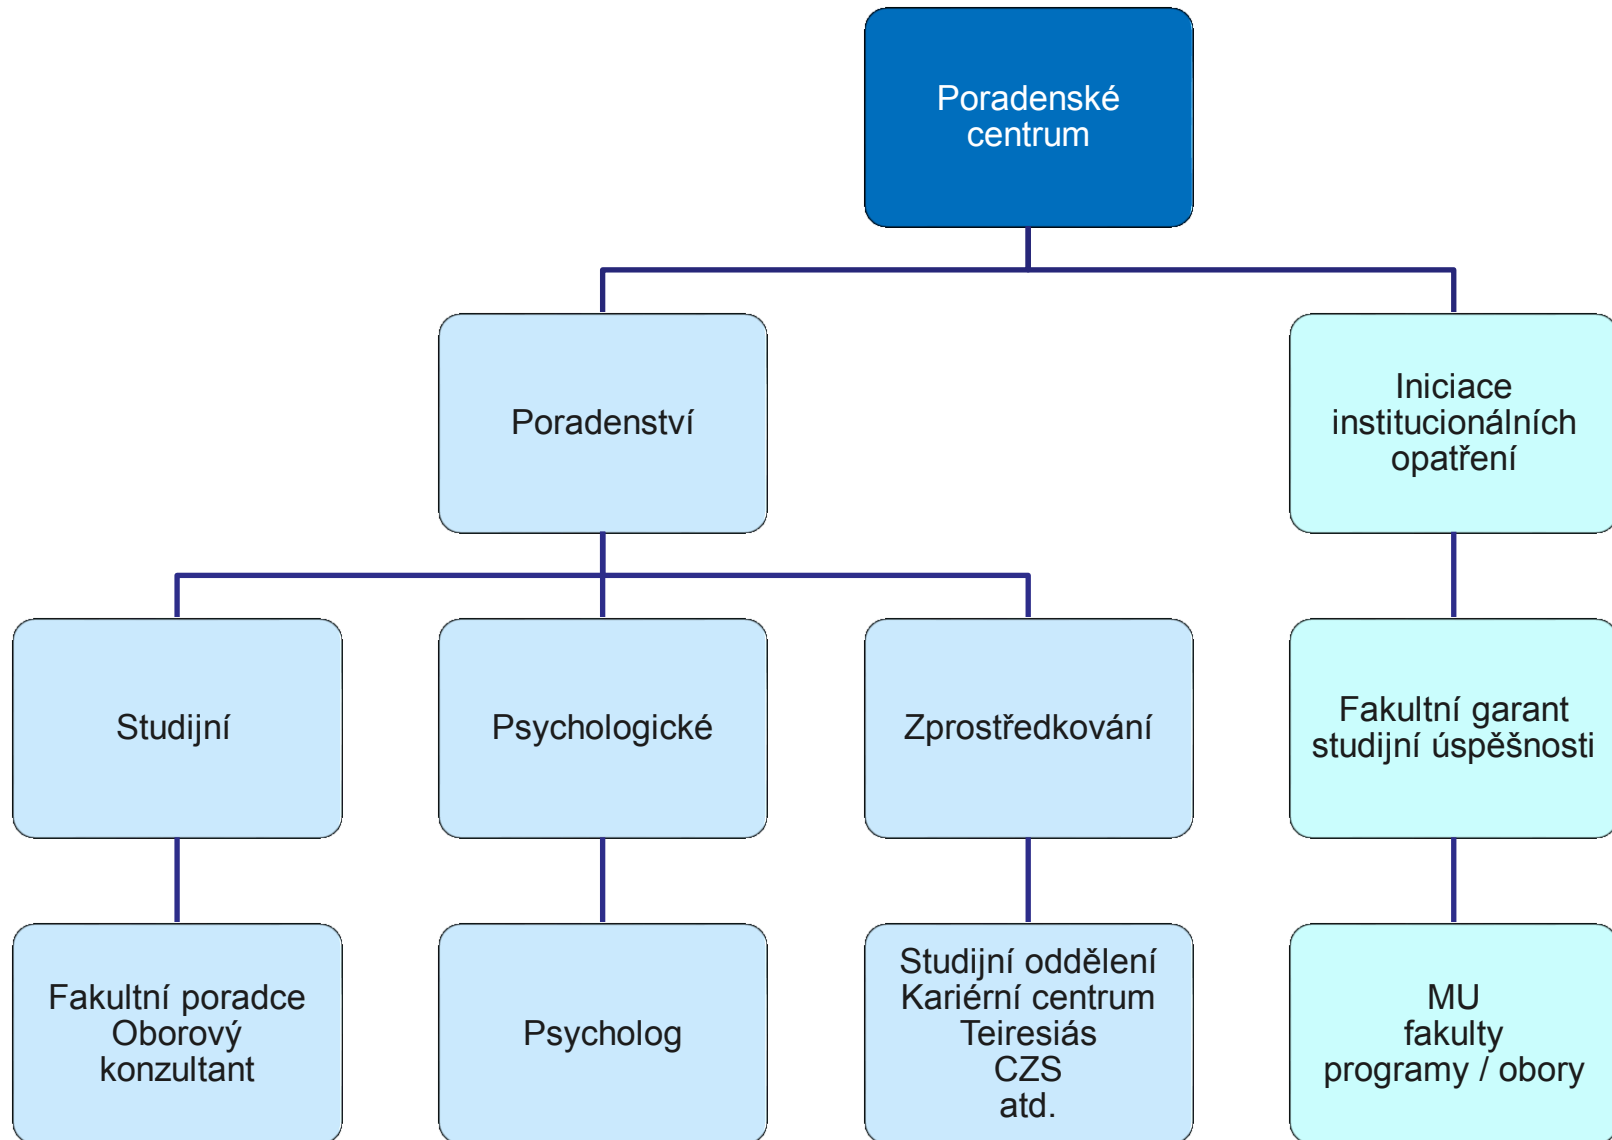 Poradenské
centrum
Poradenství
Iniciace
institucionálních
opatření
Studijní
Psychologické
Zprostředkování
Fakultní garant
studijní úspěšnosti
Fakultní poradce
Oborový
konzultant
Psycholog
Studijní oddělení
Kariérní centrum
Teiresiás
CZS
atd.
MU
fakulty
programy / obory